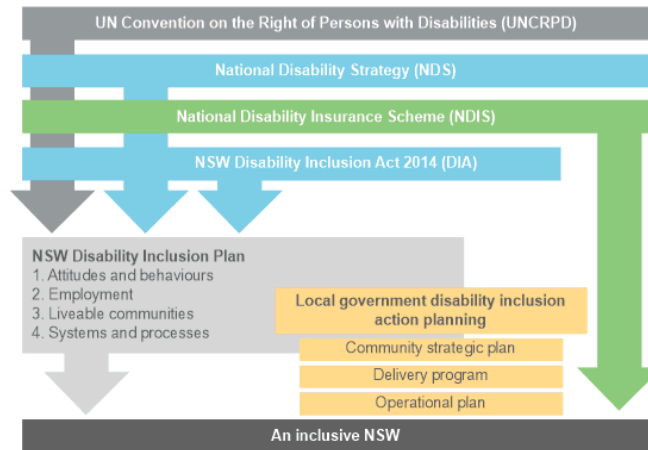 UN Convention on the Right of Persons with Disabilities (UNCRPD)
National Disability Strategy (NDS)
National Disability Insurance Scheme (NDIS)
NSW Disability Inclusion Act 2014 (DIA)
NSW Disability Inclusion Plan
1. Attitudes and behaviours
2. Employment
3. Liveable communities
4. Systems and processes
Local government disability inclusion
action planning
Community strategic plan
Delivery program
Operational plan
An inclusive NSW